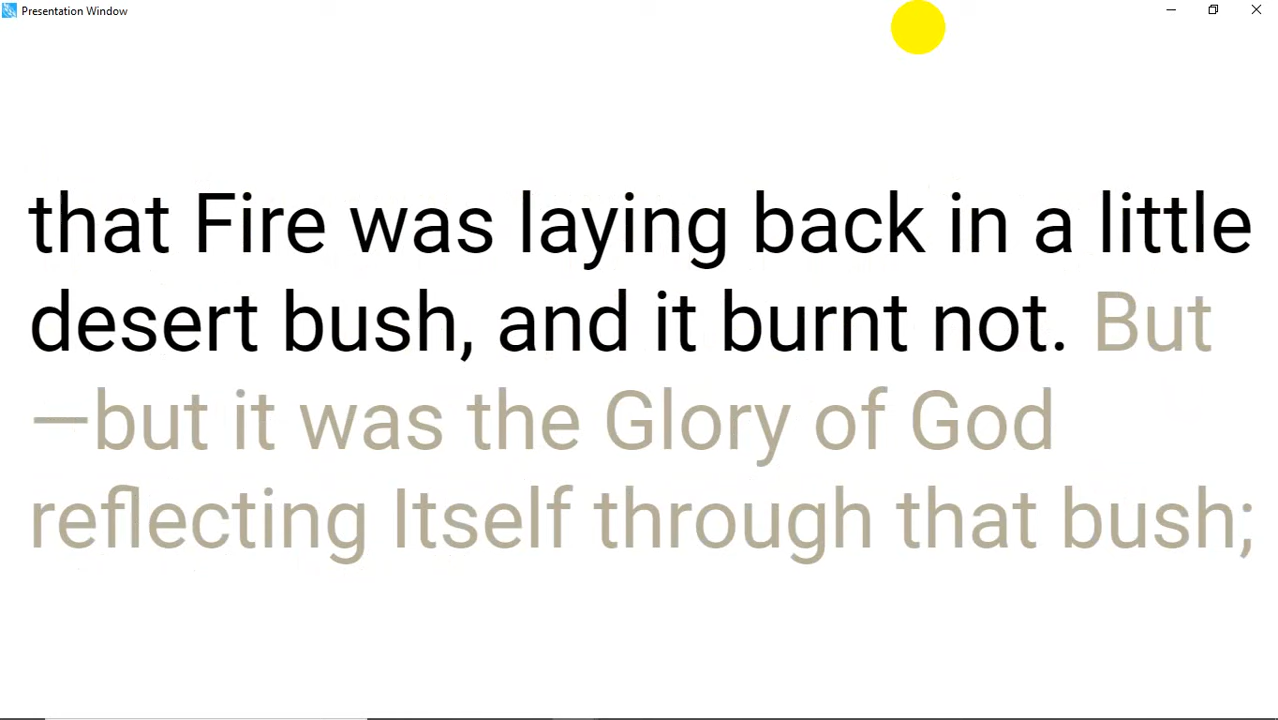 Presentation Window
that Fire was laying back in a little
desert bush, and it burnt not. But
—but it was the Glory of God
reflecting Itself through that bush;